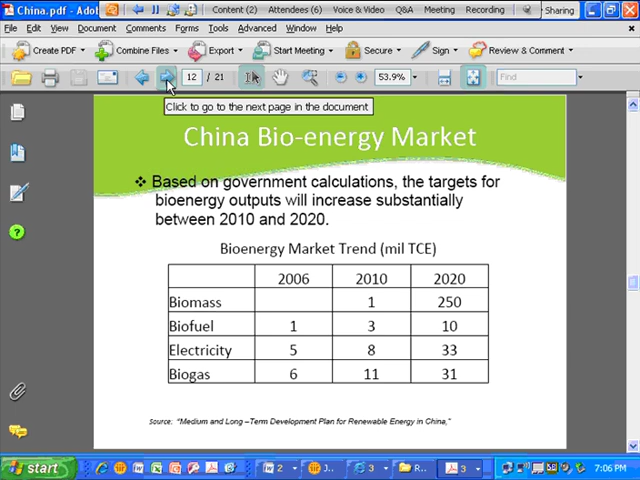 China.pdf - Adob
Content (2)
Attendees (6)
Voice & Video
Q&A
Meeting
Recording
Sharing
File Edit View Document Comments Forms Tools Advanced Window Help
Create PDF Combine Files Export Start Meeting Secure Sign Review & Comment
12 / 21 53.9% Find
Click to go to the next page in the document
China Bio-energy Market
❖ Based on government calculations, the targets for
bioenergy outputs will increase substantially
between 2010 and 2020.
Bioenergy Market Trend (mil TCE)
2006 2010 2020
Biomass 1 250
Biofuel 1 3 10
Electricity 5 8 33
Biogas 6 11 31
Source: "Medium and Long –Term Development Plan for Renewable Energy in China,"
start 2 J... 3 R... 3 7:06 PM